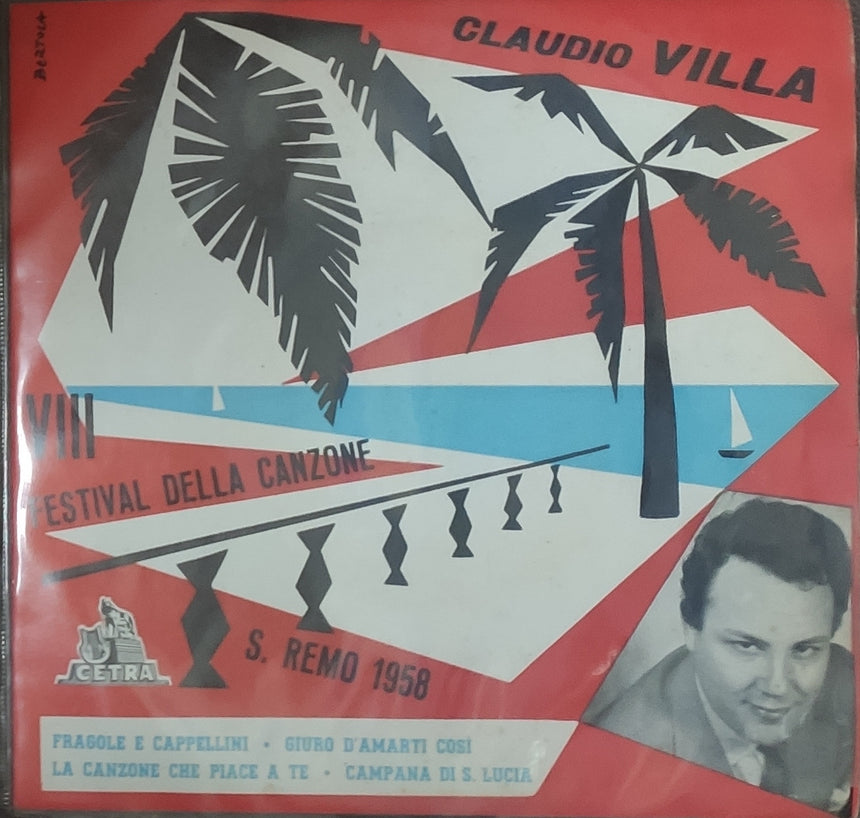 BERTOLA
CLAUDIO VILLA
VIII
FESTIVAL DELLA CANZONE
S. REMO 1958
CETRA
FRAGOLE E CAPPELLINI • GIURO D'AMARTI COSÌ
LA CANZONE CHE PIACE A TE • CAMPANA DI S. LUCIA